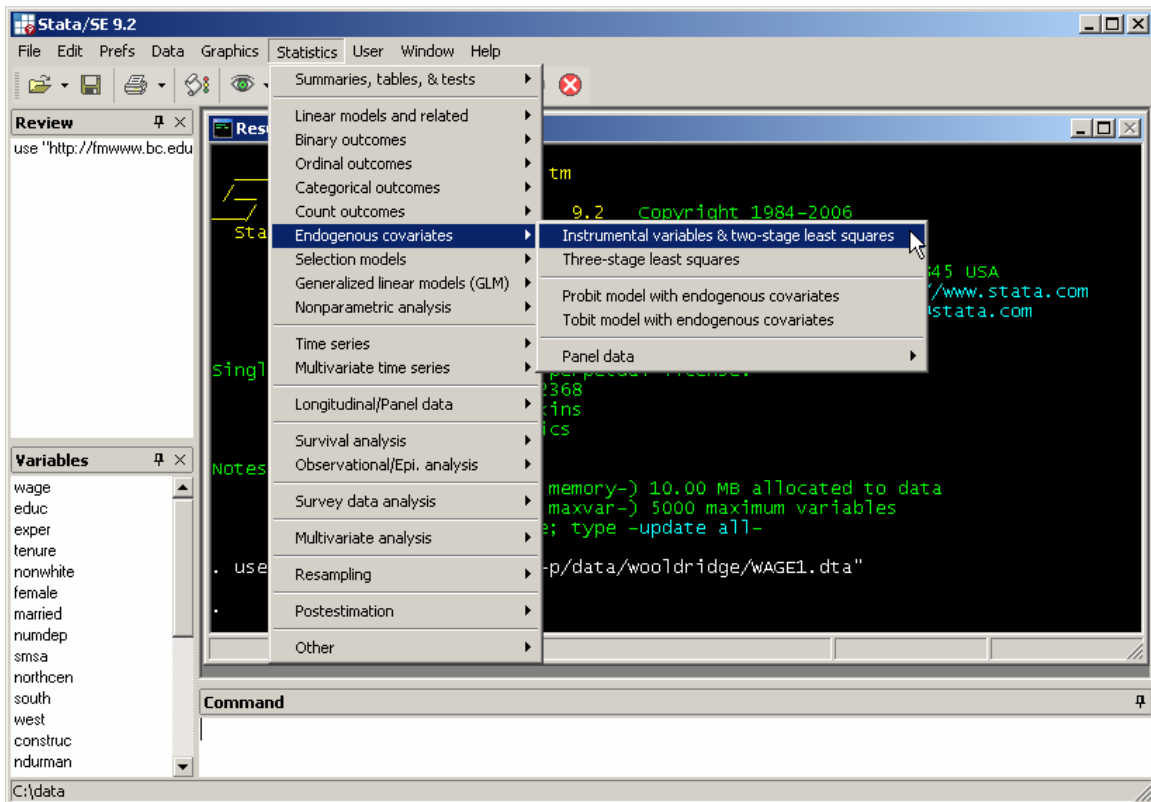 Stata/SE 9.2
File Edit Prefs Data Graphics Statistics User Window Help
Review
use "http://fmwww.bc.edu
Variables
wage
educ
exper
tenure
nonwhite
female
married
numdep
smsa
northcen
south
west
construc
ndurman
Summaries, tables, & tests
Linear models and related
Binary outcomes
Ordinal outcomes
Categorical outcomes
Count outcomes
Endogenous covariates
Selection models
Generalized linear models (GLM)
Nonparametric analysis
Time series
Multivariate time series
Longitudinal/Panel data
Survival analysis
Observational/Epi. analysis
Survey data analysis
Multivariate analysis
Resampling
Postestimation
Other
Instrumental variables & two-stage least squares
Three-stage least squares
Probit model with endogenous covariates
Tobit model with endogenous covariates
Panel data
Res
tm
9.2 Copyright 1984-2006
Sta
45 USA
//www.stata.com
stata.com
Singl
2368
kins
ics
Notes
memory-) 10.00 MB allocated to data
maxvar-) 5000 maximum variables
; type -update all-
. use -p/data/wooldridge/WAGE1.dta"
.
Command
C:\data